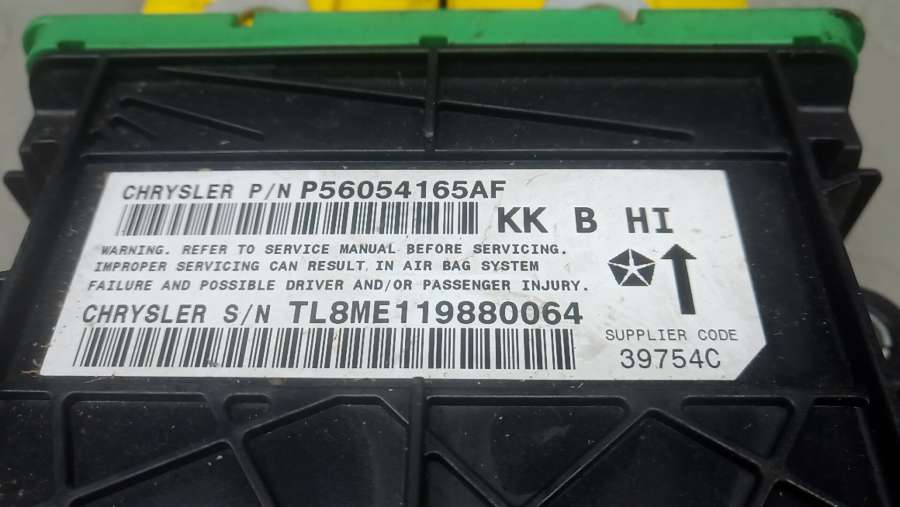 CHRYSLER P/N P56054165AF
KK B HI
WARNING. REFER TO SERVICE MANUAL BEFORE SERVICING.
IMPROPER SERVICING CAN RESULT IN AIR BAG SYSTEM
FAILURE AND POSSIBLE DRIVER AND/OR PASSENGER INJURY.
CHRYSLER S/N TL8ME119880064
SUPPLIER CODE
39754C